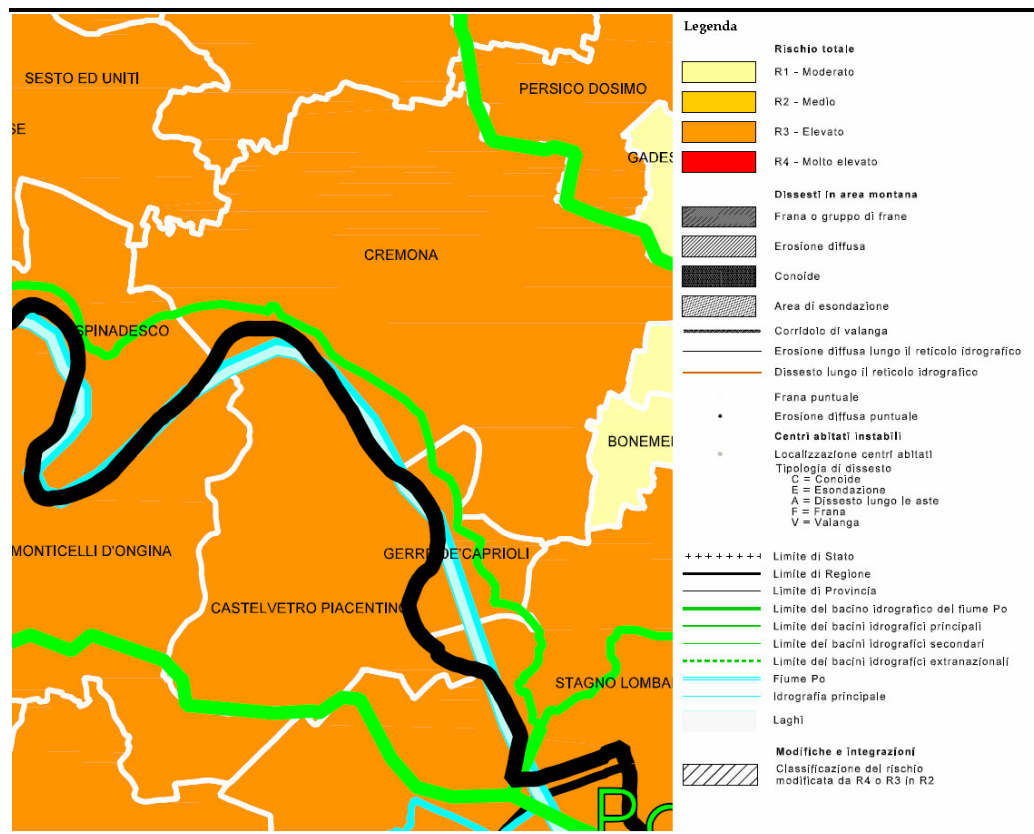 SESTO ED UNITI
PERSICO DOSIMO
SE
GADES
CREMONA
SPINADESCO
BONEME
MONTICELLI D'ONGINA
GERRE DE'CAPRIOLI
CASTELVETRO PIACENTINO
STAGNO LOMBA
Po
Legenda
Rischio totale
R1 - Moderato
R2 - Medio
R3 - Elevato
R4 - Molto elevato
Dissesti in area montana
Frana o gruppo di frane
Erosione diffusa
Conoide
Area di esondazione
Corridoio di valanga
Erosione diffusa lungo il reticolo idrografico
Dissesto lungo il reticolo idrografico
Frana puntuale
Erosione diffusa puntuale
Centri abitati instabili
Localizzazione centri abitati
Tipologia di dissesto
C = Conoide
E = Esondazione
A = Dissesto lungo le aste
F = Frana
V = Valanga
Limite di Stato
Limite di Regione
Limite di Provincia
Limite del bacino idrografico del fiume Po
Limite dei bacini idrografici principali
Limite dei bacini idrografici secondari
Limite dei bacini idrografici extranazionali
Fiume Po
Idrografia principale
Laghi
Modifiche e integrazioni
Classificazione del rischio
modificata da R4 o R3 in R2